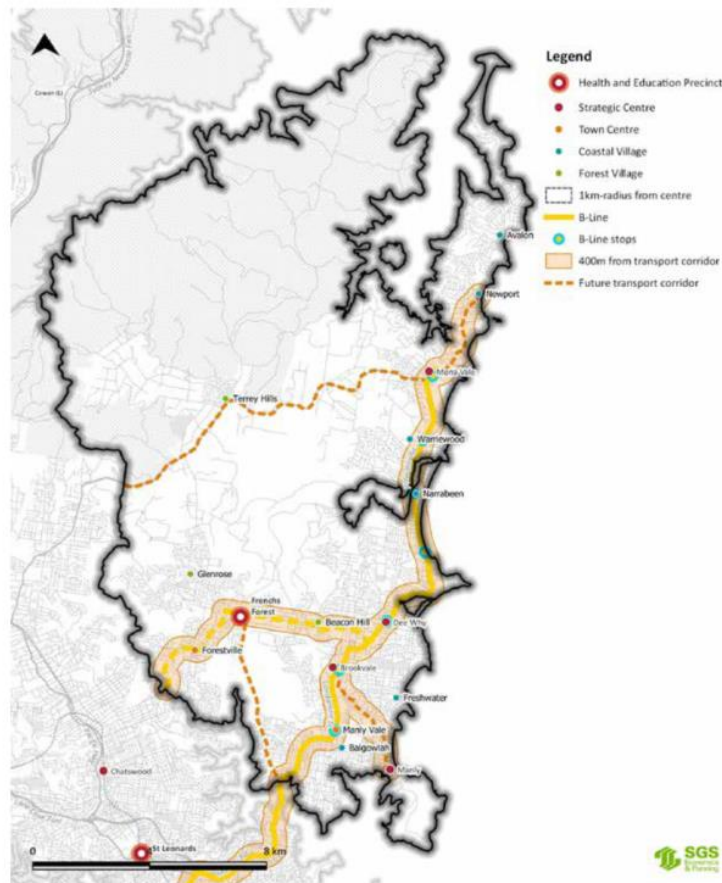 Legend
Health and Education Precinct
Strategic Centre
Town Centre
Coastal Village
Forest Village
1km-radius from centre
B-Line
B-Line stops
400m from transport corridor
Future transport corridor
Avalon
Newport
Mona Vale
Terrey Hills
Warriewood
Narrabeen
Glenrose
Frenchs
Forest
Beacon Hill
Dee Why
Forestville
Brookvale
Freshwater
Manly Vale
Balgowlah
Manly
Chatswood
St Leonards
0
8 km
SGS
Economics
& Planning